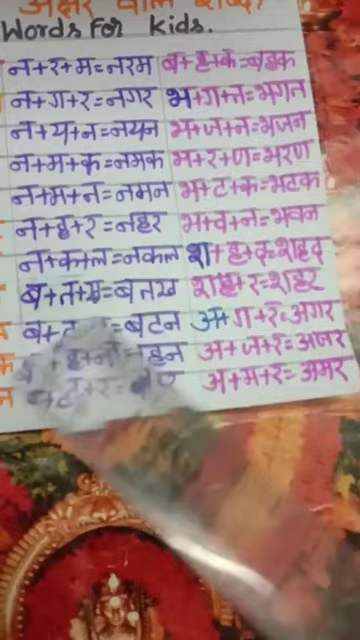 अक्षर वाले शब्द
Words For Kids.
न+र+म=नरम ब+ह+क=बहक
न+ग+र=नगर भ+ग+त=भगत
न+य+न=नयन भ+ज+न=भजन
न+म+क=नमक भ+र+ण=भरण
न+म+न=नमन भ+ट+क=भटक
न+ह+र=नहर भ+व+न=भवन
न+क+ल=नकल श+ह+द=शहद
ब+त+ख=बतख श+ह+र=शहर
ब+ट =बटन अ+ग+र=अगर
अ+ज+र=अजर
अ+म+र=अमर